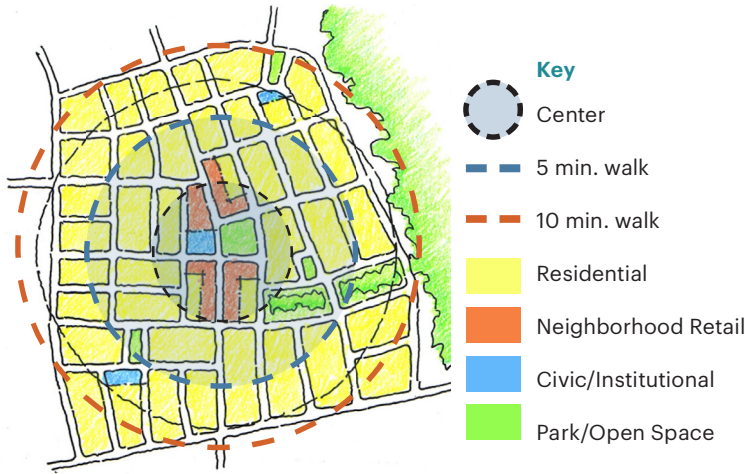 Key
Center
5 min. walk
10 min. walk
Residential
Neighborhood Retail
Civic/Institutional
Park/Open Space